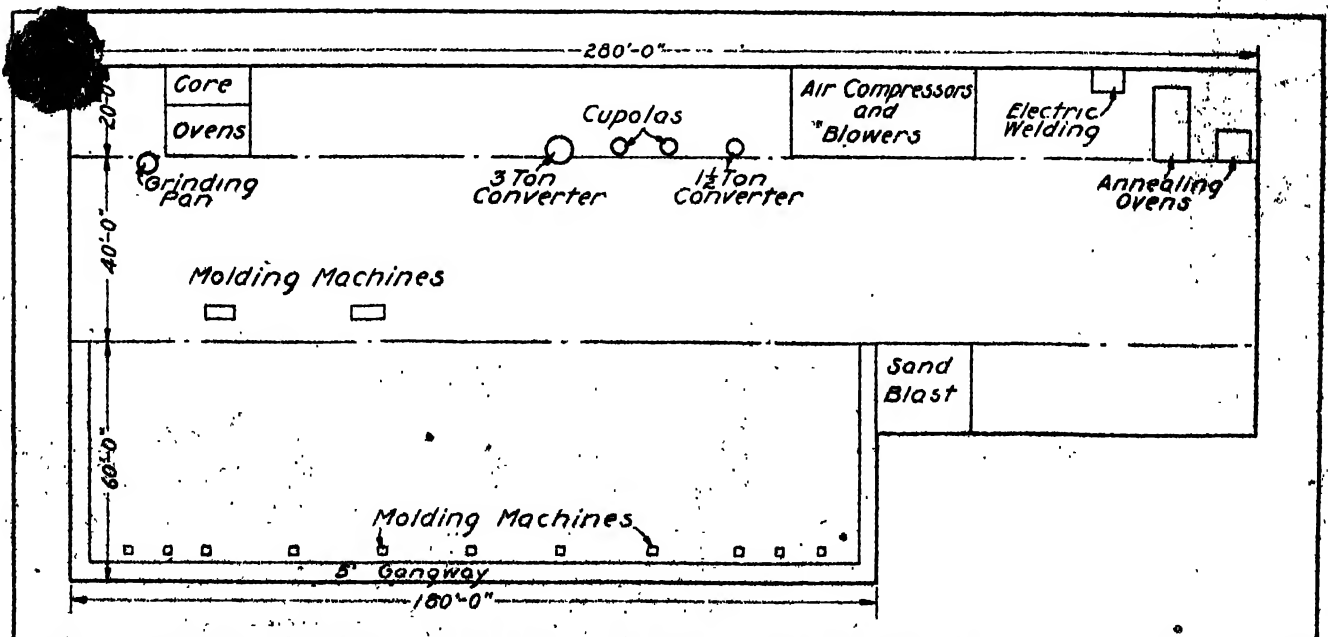 280'-0"
20'-0"
Core
Ovens
Cupolas
Air Compressors
and
Blowers
Electric
Welding
Grinding
Pan
3 Ton
Converter
1½ Ton
Converter
Annealing
Ovens
40'-0"
Molding Machines
Sand
Blast
60'-0"
Molding Machines
5' Gangway
180'-0"